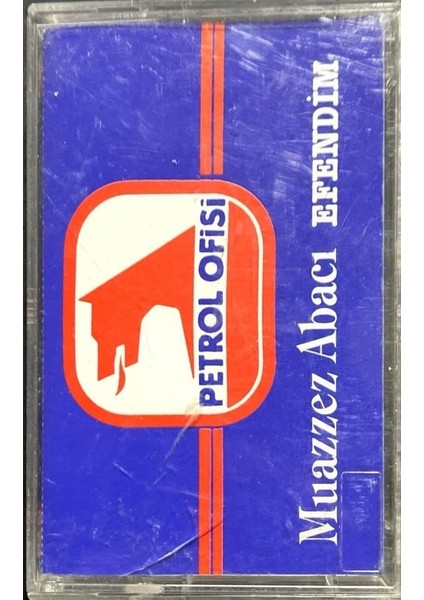 PETROL OFİSİ
Muazzez Abacı EFENDİM